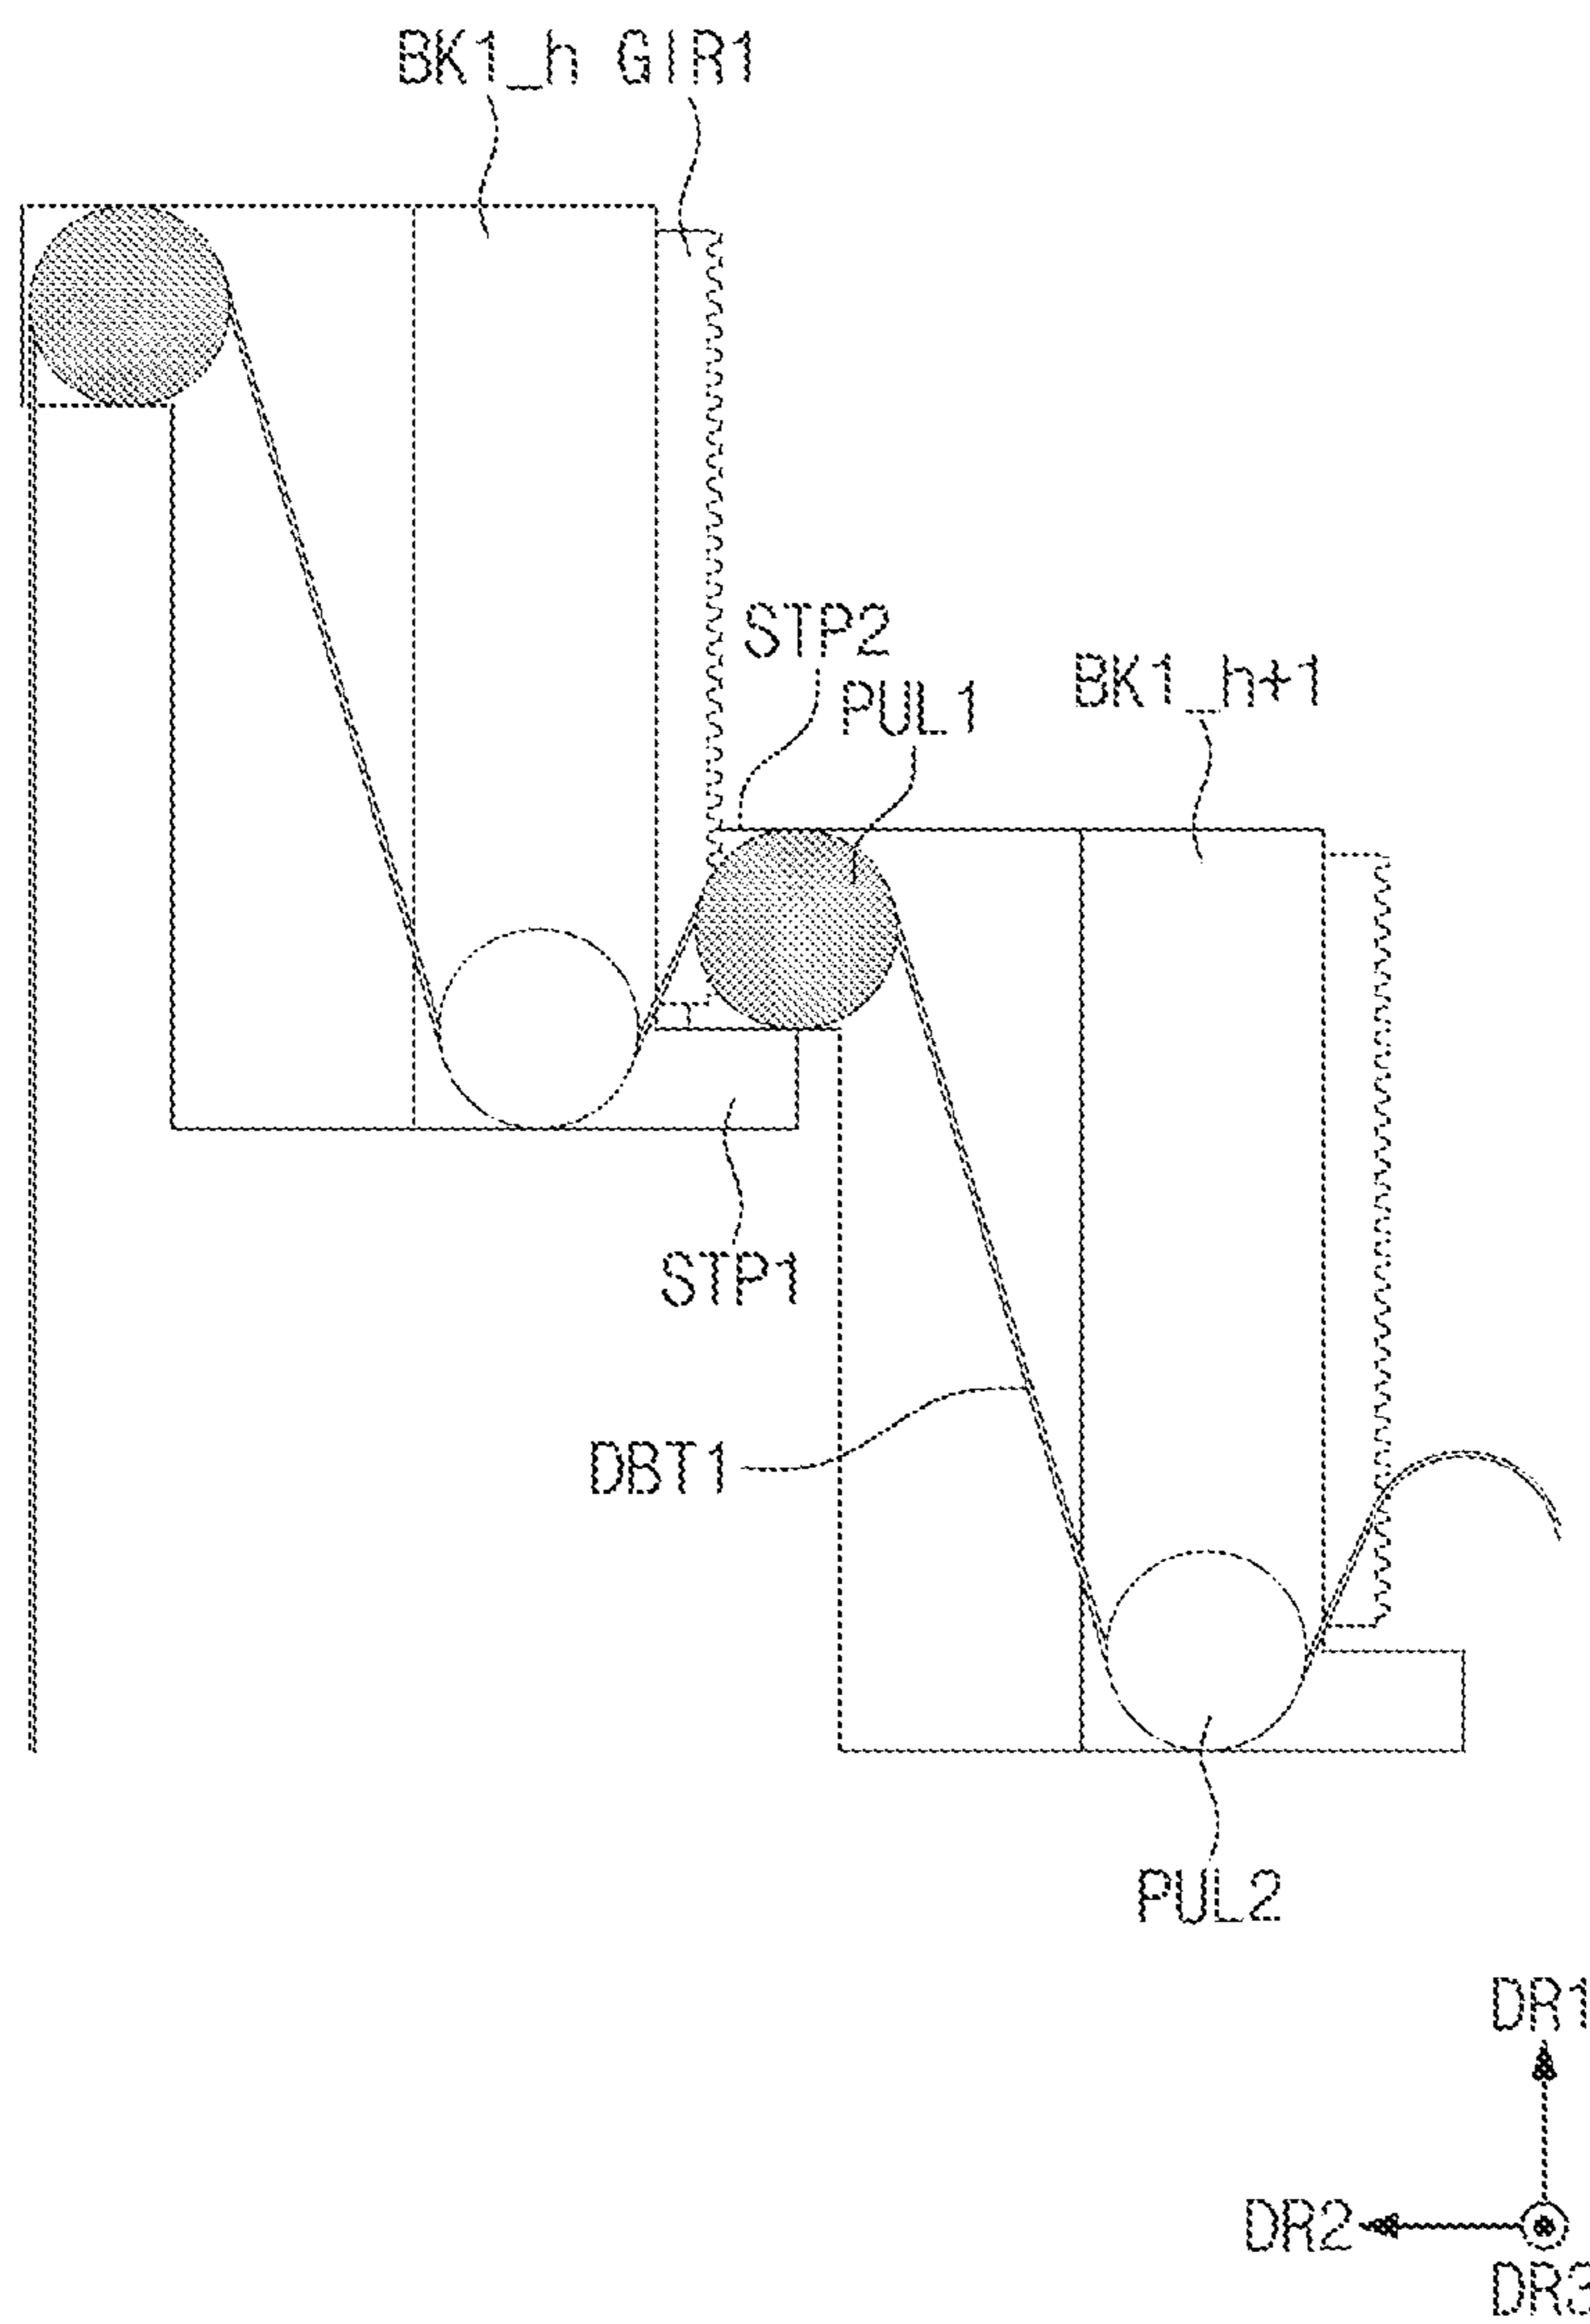 BK1_h GIR1
STP2
PUL1
BK1_h+1
STP1
DBT1
PUL2
DR1
DR2
DR3